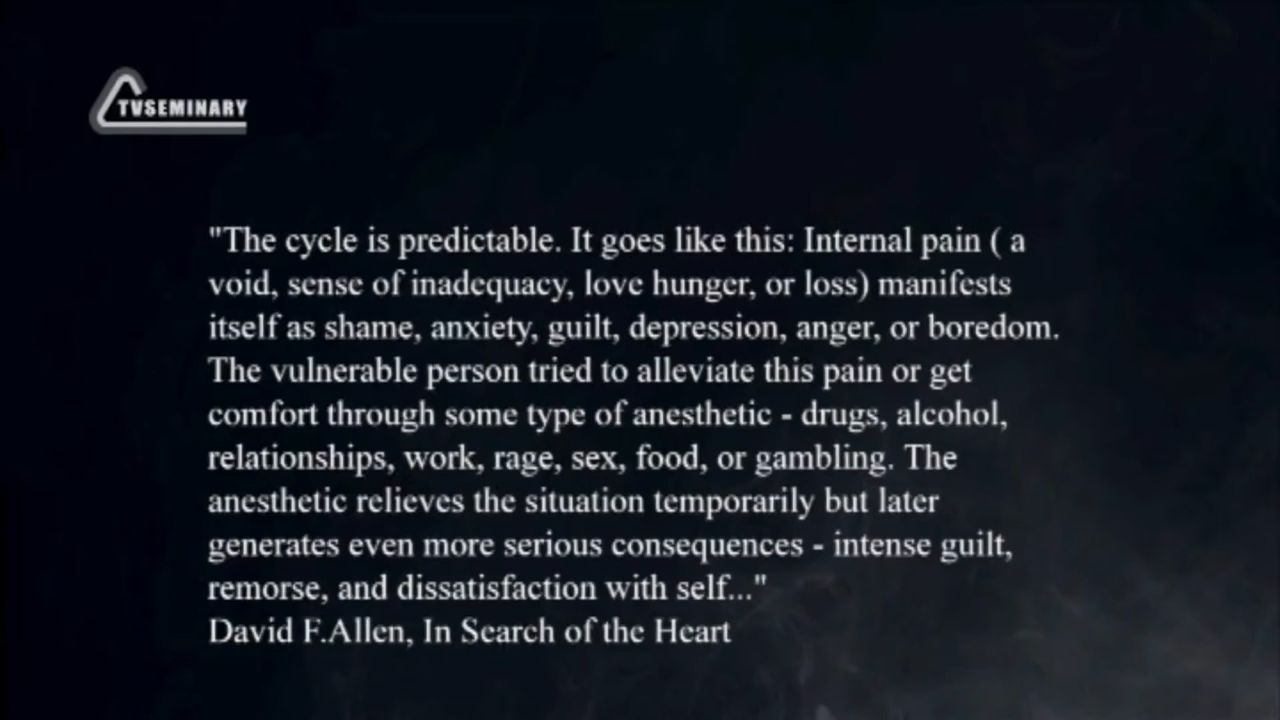 TVSEMINARY
"The cycle is predictable. It goes like this: Internal pain ( a
void, sense of inadequacy, love hunger, or loss) manifests
itself as shame, anxiety, guilt, depression, anger, or boredom.
The vulnerable person tried to alleviate this pain or get
comfort through some type of anesthetic - drugs, alcohol,
relationships, work, rage, sex, food, or gambling. The
anesthetic relieves the situation temporarily but later
generates even more serious consequences - intense guilt,
remorse, and dissatisfaction with self..."
David F.Allen, In Search of the Heart